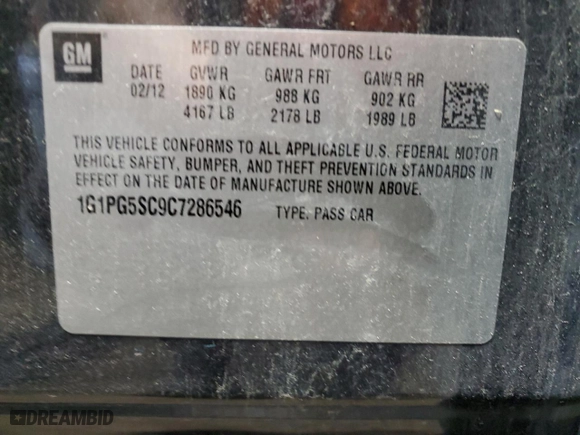 GM
MFD BY GENERAL MOTORS LLC
DATE GVWR GAWR FRT GAWR RR
02/12 1890 KG 988 KG 902 KG
4167 LB 2178 LB 1989 LB
THIS VEHICLE CONFORMS TO ALL APPLICABLE U.S. FEDERAL MOTOR
VEHICLE SAFETY, BUMPER, AND THEFT PREVENTION STANDARDS IN
EFFECT ON THE DATE OF MANUFACTURE SHOWN ABOVE.
1G1PG5SC9C7286546 TYPE: PASS CAR
DREAMBID